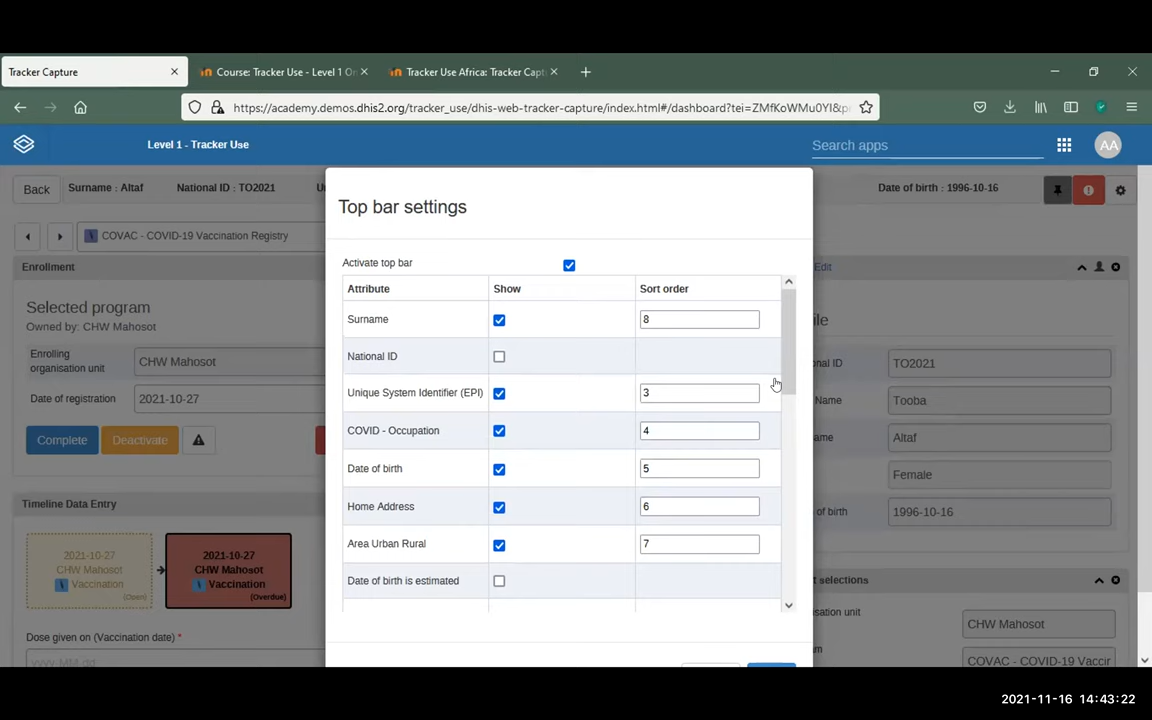 Tracker Capture
Course: Tracker Use - Level 1 O
Tracker Use Africa: Tracker Capt
https://academy.demos.dhis2.org/tracker_use/dhis-web-tracker-capture/index.html#/dashboard?tei=ZMfKoWMu0YI&p
Level 1 - Tracker Use
Search apps
AA
Back
Surname : Altaf
National ID : TO2021
Date of birth : 1996-10-16
COVAC - COVID-19 Vaccination Registry
Edit
Enrollment
Selected program
Owned by: CHW Mahosot
Enrolling
organisation unit
CHW Mahosot
Date of registration
2021-10-27
Complete
Deactivate
Timeline Data Entry
2021-10-27
CHW Mahosot
Vaccination
(Open)
2021-10-27
CHW Mahosot
Vaccination
(Overdue)
Dose given on (Vaccination date) *
yyyy-MM-dd
Top bar settings
Activate top bar
Attribute Show Sort order
Surname 8
National ID
Unique System Identifier (EPI) 3
COVID - Occupation 4
Date of birth 5
Home Address 6
Area Urban Rural 7
Date of birth is estimated
TO2021
Name Tooba
Altaf
Female
of birth 1996-10-16
selections
CHW Mahosot
COVAC - COVID-19 Vaccir
2021-11-16 14:43:22